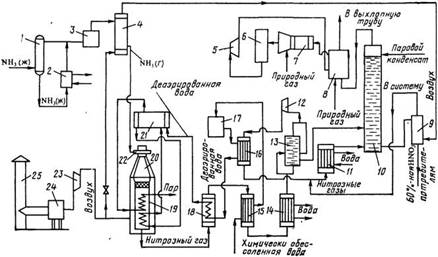 В выхлопную трубу
1
2
3
4
5
6
7
8
NH₃ (ж)
NH₃(ж)
NH₃(г)
Деаэрированная вода
Природный газ
Природный газ
Паровой конденсат
В систему
Воздух
9
10
60%-ная HNO₃ потребителям
Деаэрированная вода
12
13
11
Вода
Нитрозные газы
17
16
21
22
20
19
Пар
23
24
25
Воздух
18
15
14
Вода
Нитрозный газ
Химически обессоленная вода